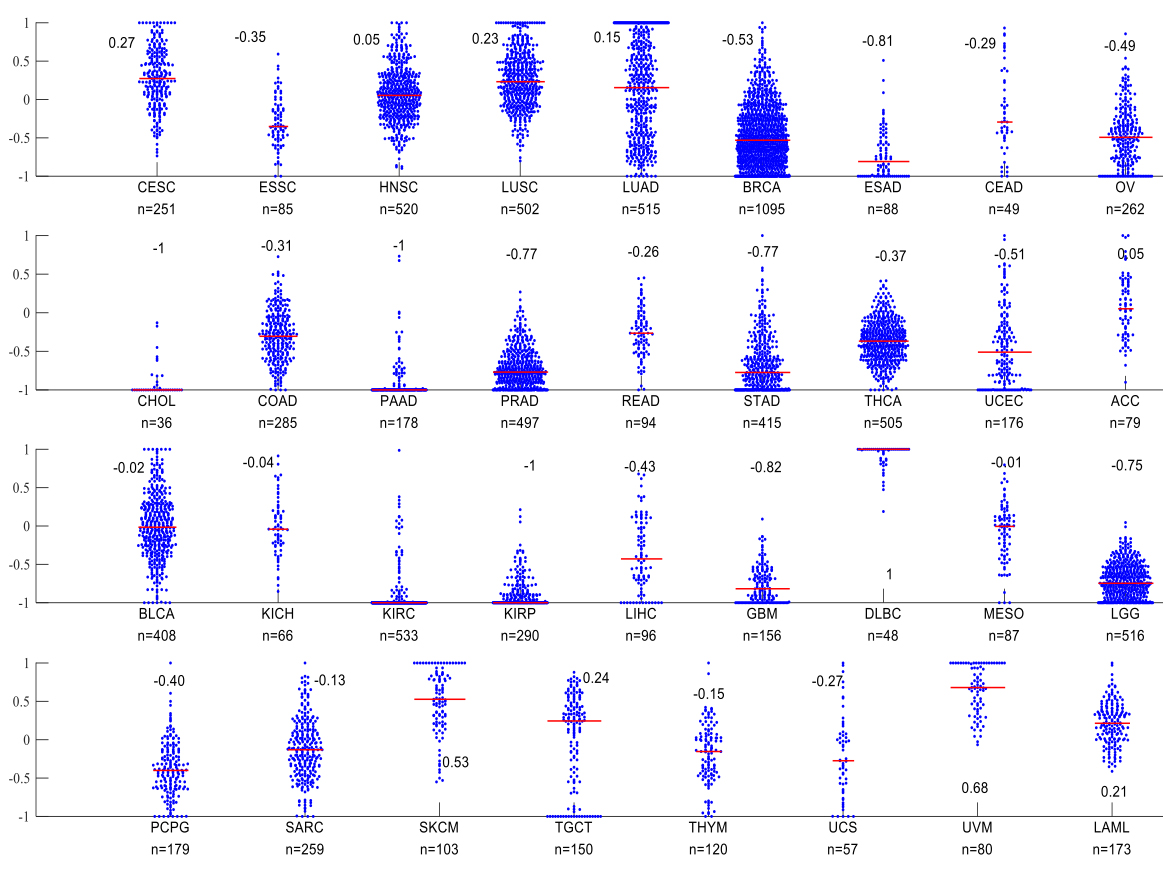 1
0.27 -0.35 0.05 0.23 0.15 -0.53 -0.81 -0.29 -0.49
0.5
0
-0.5
-1
CESC ESSC HNSC LUSC LUAD BRCA ESAD CEAD OV
n=251 n=85 n=520 n=502 n=515 n=1095 n=88 n=49 n=262
1
-1 -0.31 -1 -0.77 -0.26 -0.77 -0.37 -0.51 0.05
0.5
0
-0.5
-1
CHOL COAD PAAD PRAD READ STAD THCA UCEC ACC
n=36 n=285 n=178 n=497 n=94 n=415 n=505 n=176 n=79
1
-0.02 -0.04 -1 -0.43 -0.82 -0.01 -0.75
0.5
0
-0.5
1
-1
BLCA KICH KIRC KIRP LIHC GBM DLBC MESO LGG
n=408 n=66 n=533 n=290 n=96 n=156 n=48 n=87 n=516
1
-0.40 -0.13 0.24 -0.15 -0.27
0.5
0
0.53
-0.5
0.68 0.21
-1
PCPG SARC SKCM TGCT THYM UCS UVM LAML
n=179 n=259 n=103 n=150 n=120 n=57 n=80 n=173